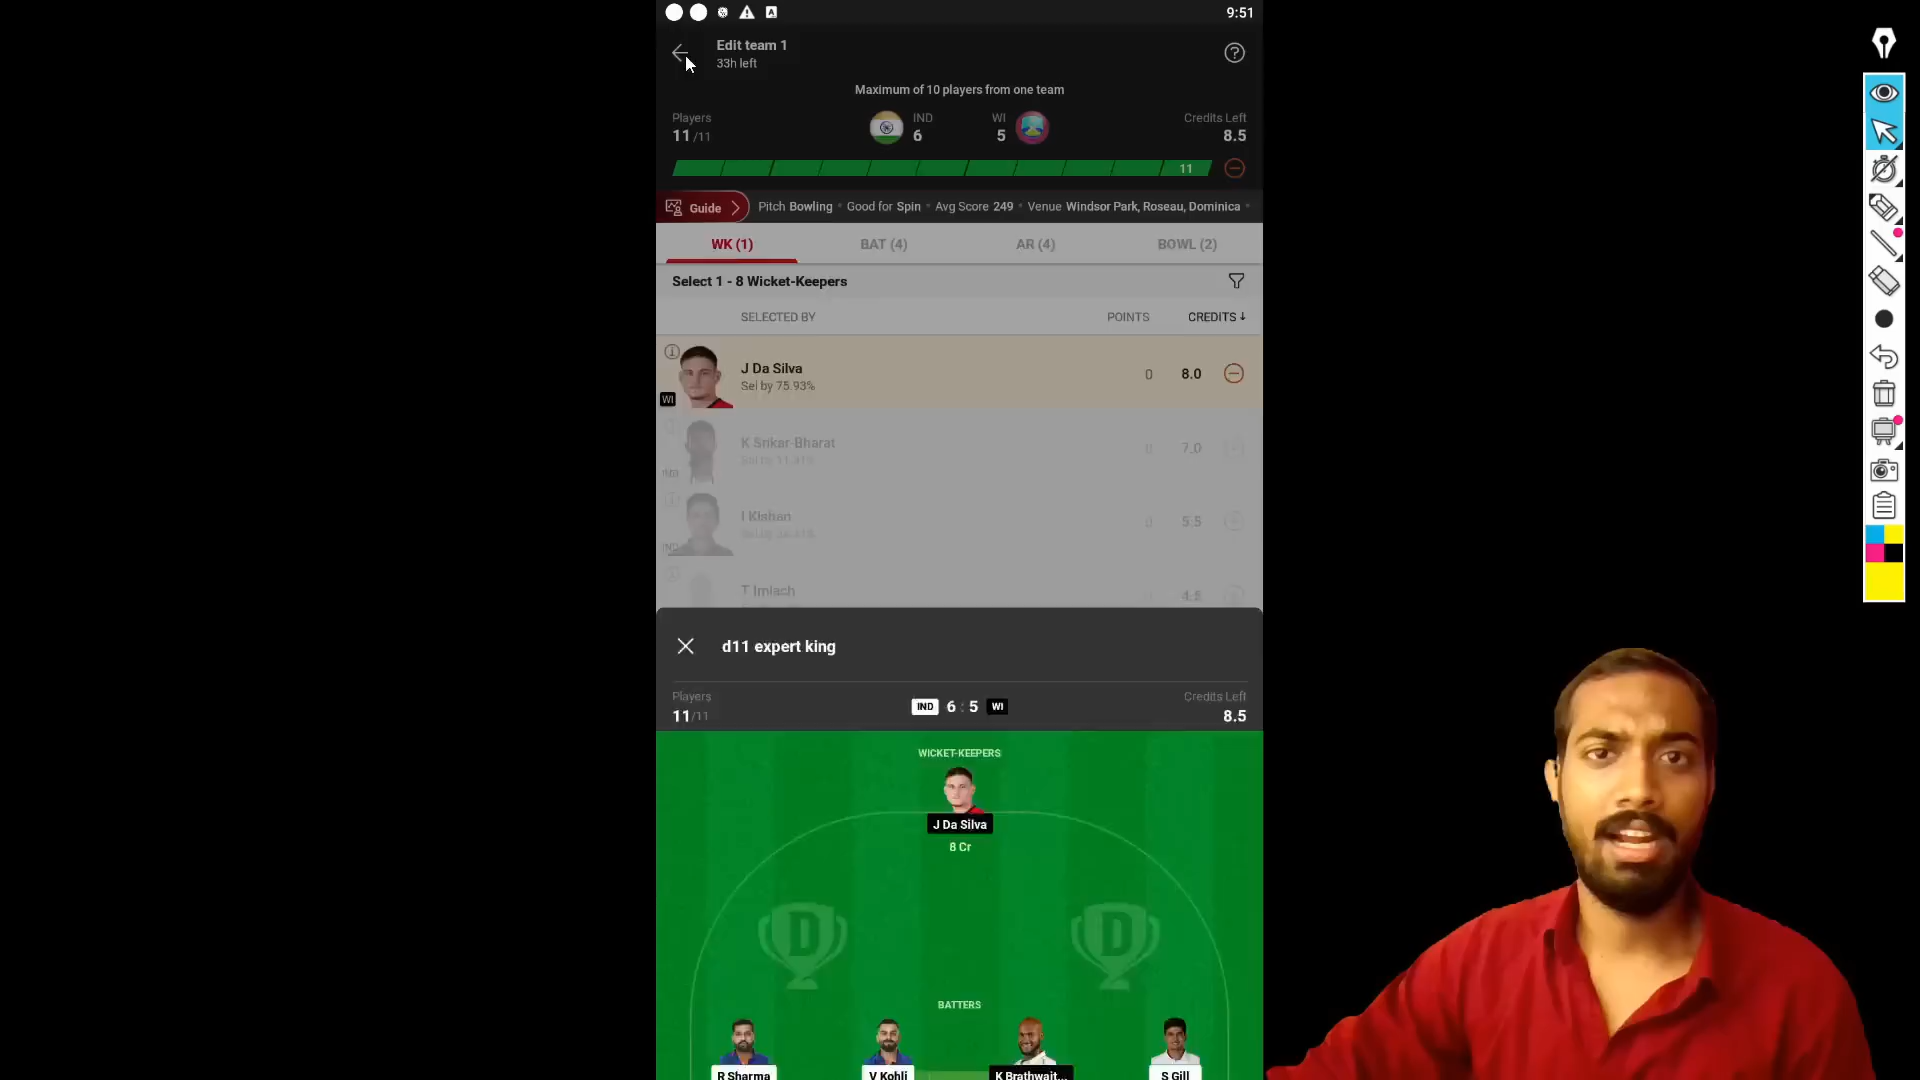 9:51
Edit team 1
33h left
Maximum of 10 players from one team
Players
11/11
IND
6
WI
5
Credits Left
8.5
11
Guide
Pitch Bowling • Good for Spin • Avg Score 249 • Venue Windsor Park, Roseau, Dominica •
WK (1) BAT (4) AR (4) BOWL (2)
Select 1 - 8 Wicket-Keepers
SELECTED BY POINTS CREDITS ↓
J Da Silva
Sel by 75.93%
WI
0 8.0
K Srikar-Bharat
0 7.0
I Kishan
0 5.5
IND
T Imlach
4.5
d11 expert king
Players
11/11
IND 6 : 5 WI
Credits Left
8.5
WICKET-KEEPERS
J Da Silva
8 Cr
D D
BATTERS
R Sharma V Kohli K Brathwait... S Gill